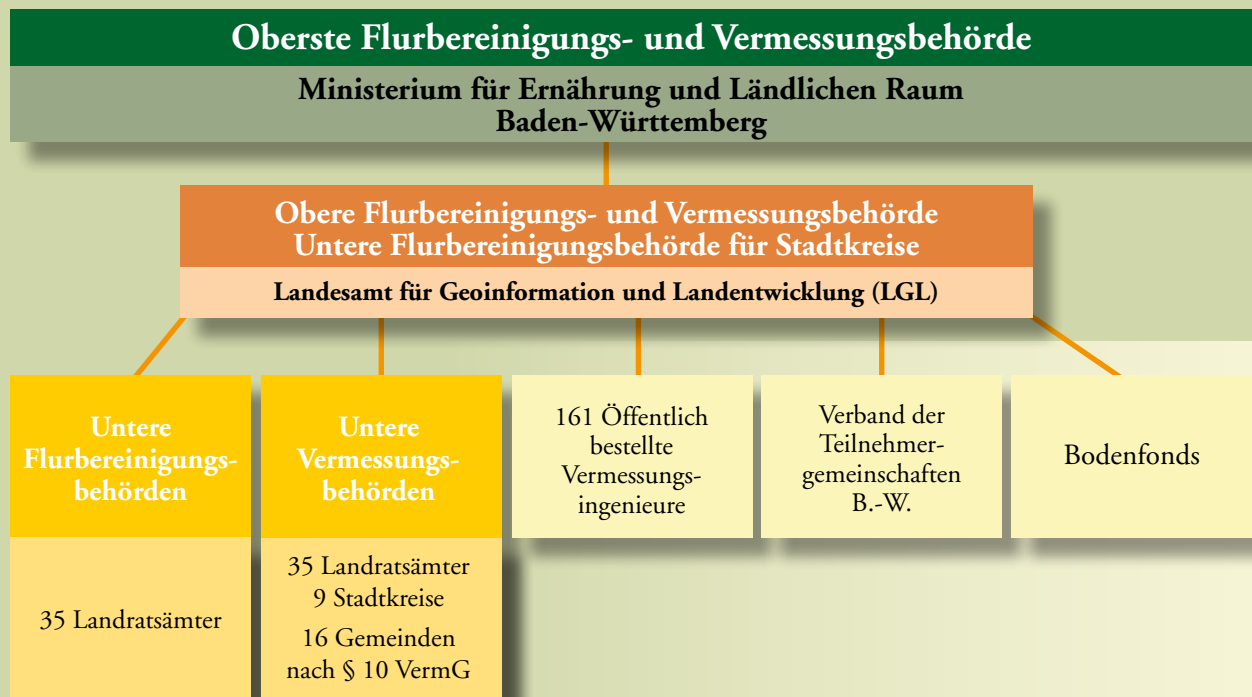 Oberste Flurbereinigungs- und Vermessungsbehörde
Ministerium für Ernährung und Ländlichen Raum
Baden-Württemberg
Obere Flurbereinigungs- und Vermessungsbehörde
Untere Flurbereinigungsbehörde für Stadtkreise
Landesamt für Geoinformation und Landentwicklung (LGL)
Untere
Flurbereinigungs-
behörden
35 Landratsämter
Untere
Vermessungs-
behörden
35 Landratsämter
9 Stadtkreise
16 Gemeinden
nach § 10 VermG
161 Öffentlich
bestellte
Vermessungs-
ingenieure
Verband der
Teilnehmer-
gemeinschaften
B.-W.
Bodenfonds